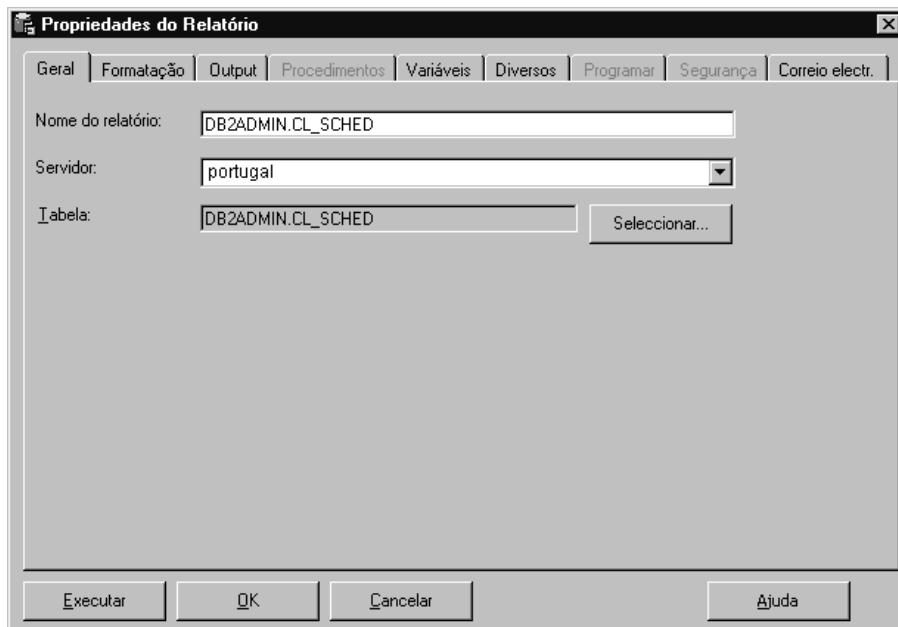 Propriedades do Relatório
Geral Formatação Output Procedimentos Variáveis Diversos Programar Segurança Correio electr.
Nome do relatório: DB2ADMIN.CL_SCHED
Servidor: portugal
Tabela: DB2ADMIN.CL_SCHED Seleccionar...
Executar OK Cancelar Ajuda